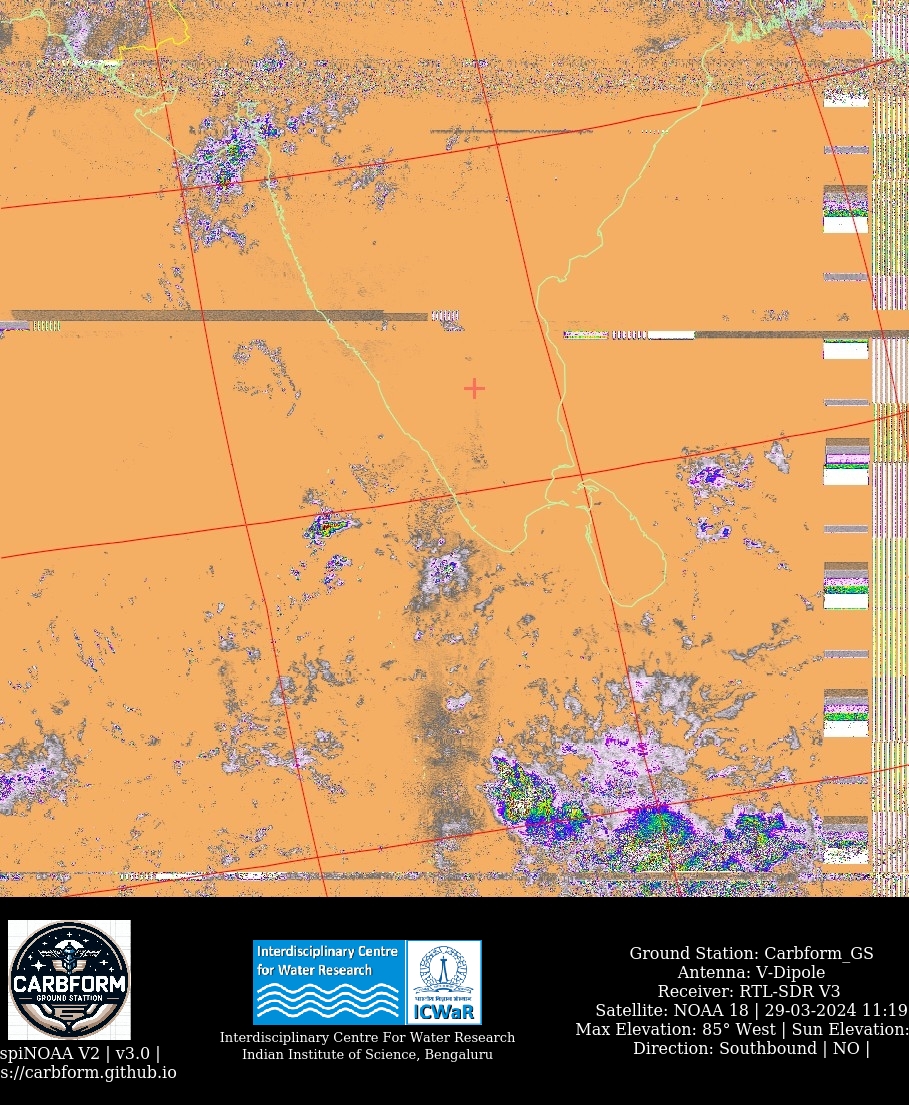 CARBFORM
GROUND STATION
spiNOAA V2 | v3.0 |
s://carbform.github.io
Interdisciplinary Centre
for Water Research
भारतीय विज्ञान संस्थान
ICWaR
Interdisciplinary Centre For Water Research
Indian Institute of Science, Bengaluru
Ground Station: Carbform_GS
Antenna: V-Dipole
Receiver: RTL-SDR V3
Satellite: NOAA 18 | 29-03-2024 11:19
Max Elevation: 85° West | Sun Elevation:
Direction: Southbound | NO |